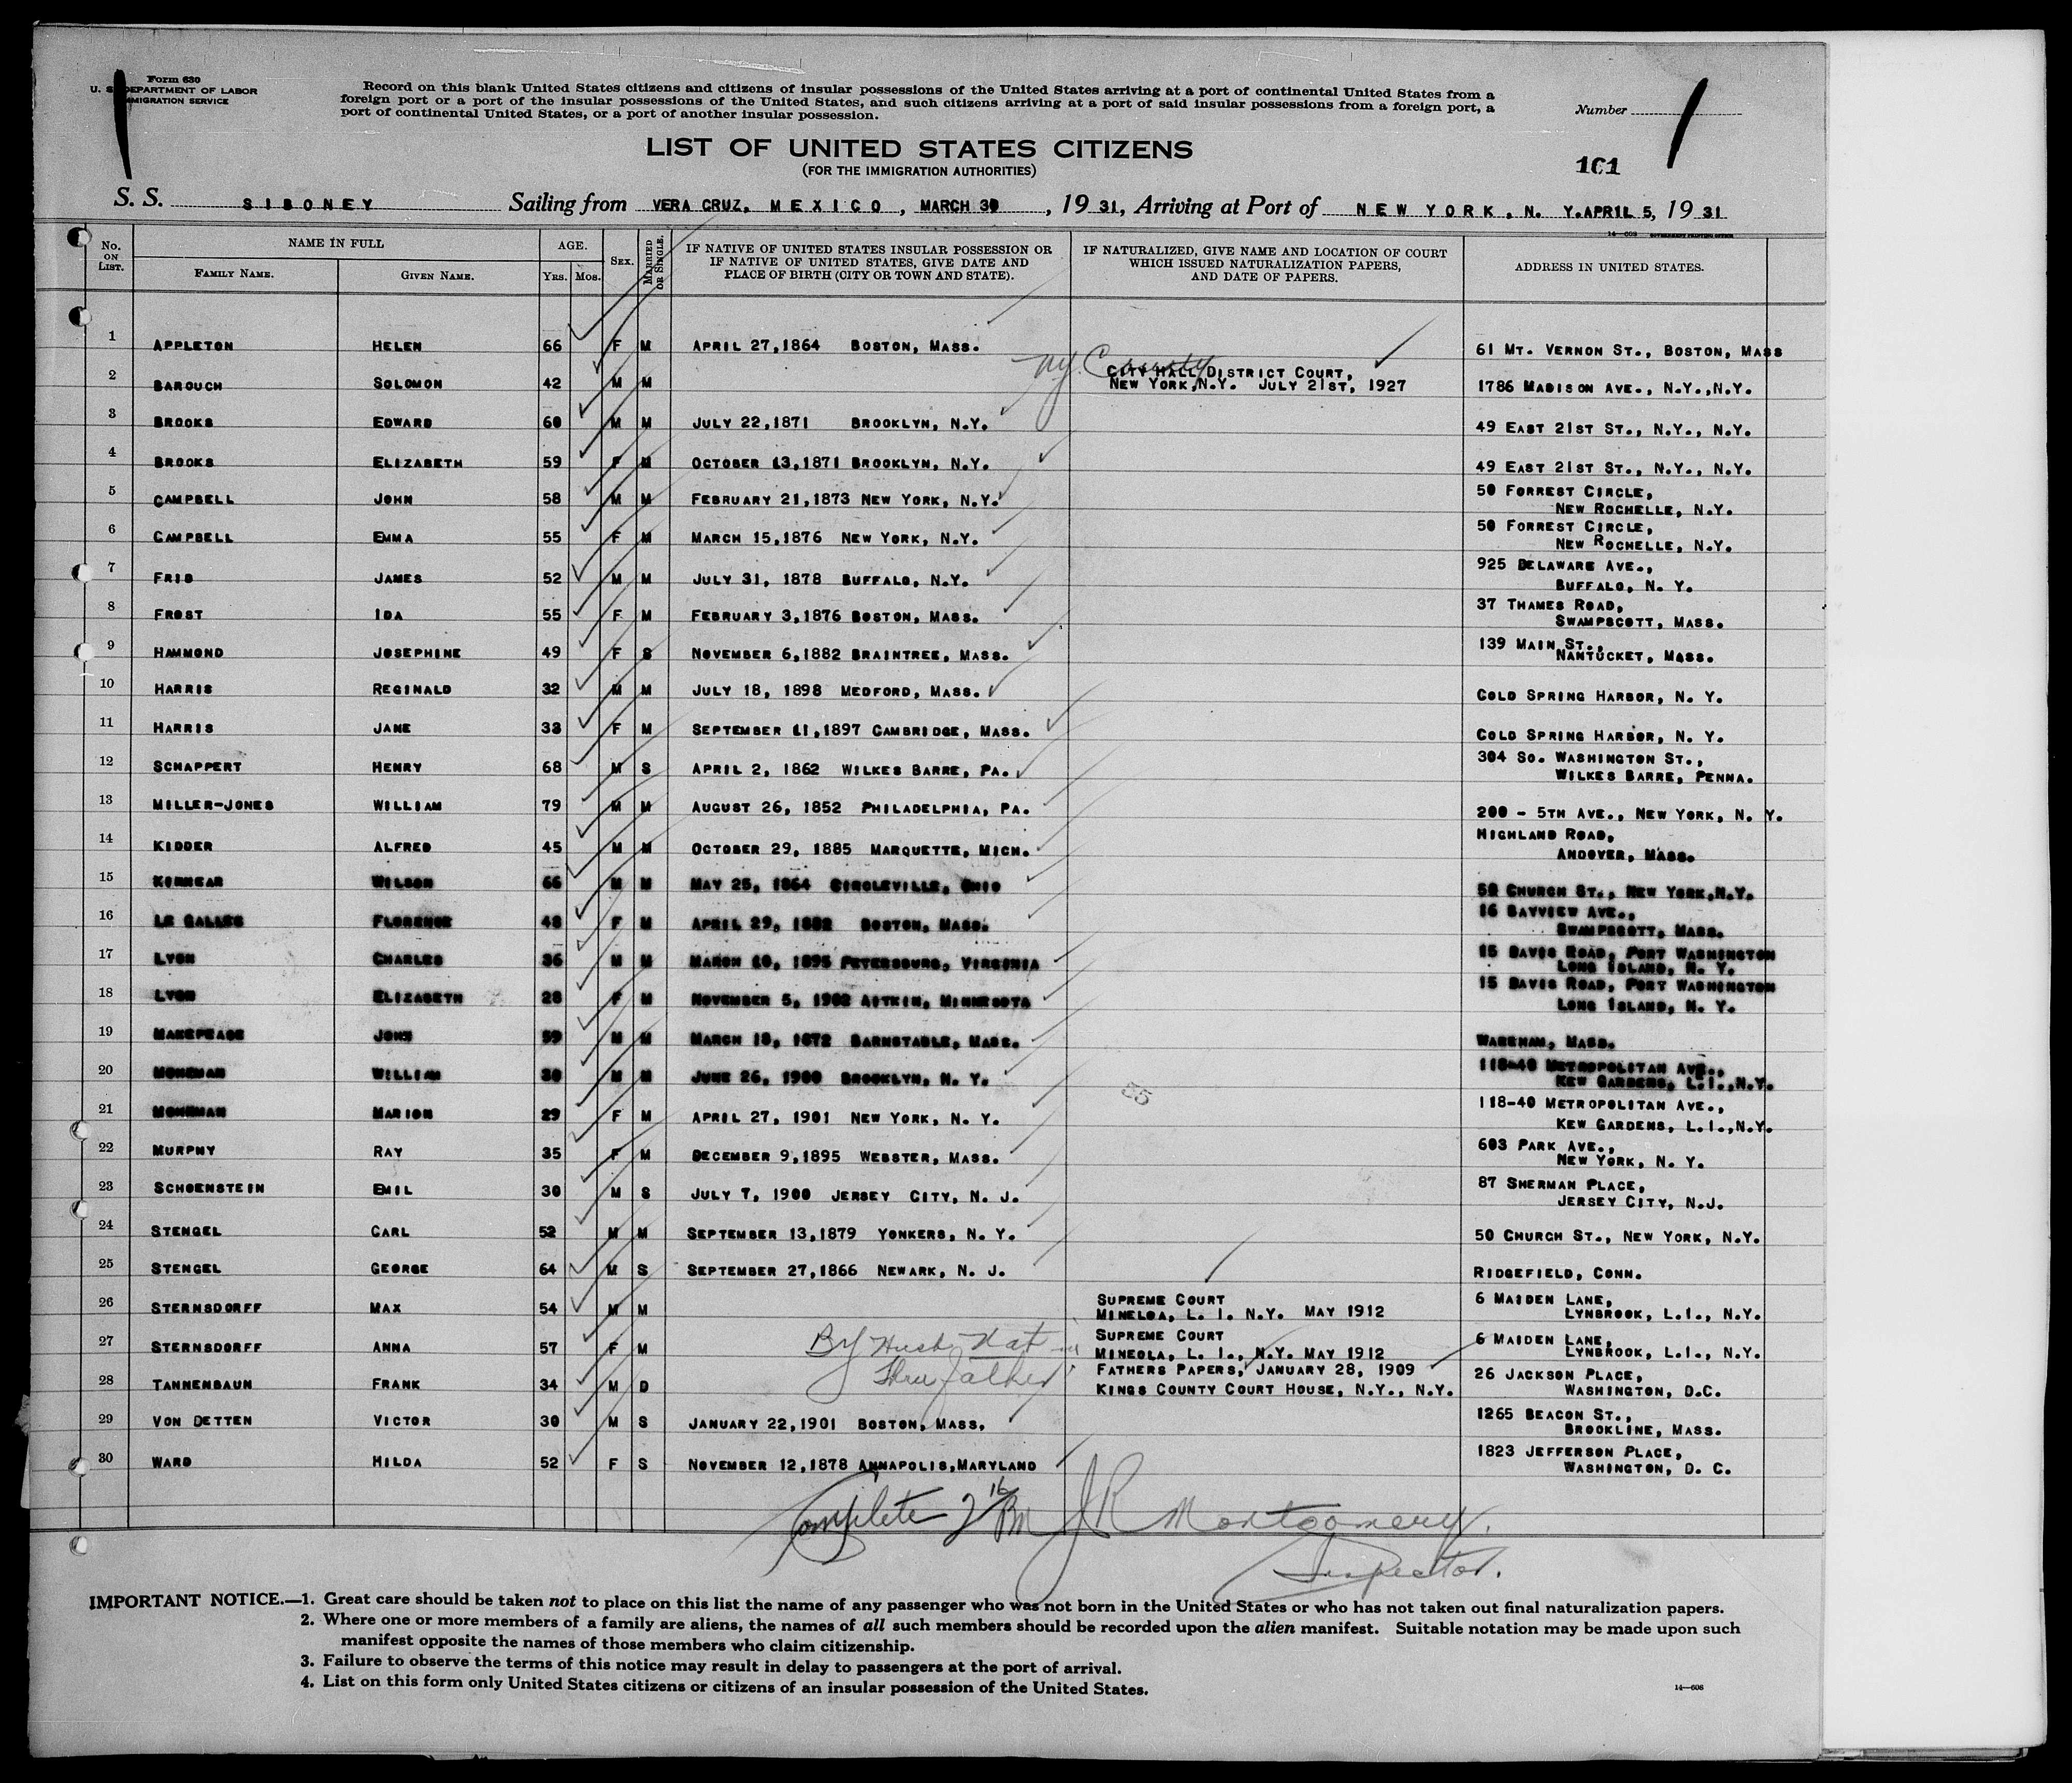 Form 630
U. S. DEPARTMENT OF LABOR
IMMIGRATION SERVICE
Record on this blank United States citizens and citizens of insular possessions of the United States arriving at a port of continental United States from a
foreign port or a port of the insular possessions of the United States, and such citizens arriving at a port of said insular possessions from a foreign port, a
port of continental United States, or a port of another insular possession.
Number
LIST OF UNITED STATES CITIZENS
(FOR THE IMMIGRATION AUTHORITIES)
101
S. S. SIBONEY Sailing from VERA CRUZ, MEXICO, MARCH 30, 19 31, Arriving at Port of NEW YORK, N. Y. APRIL 5, 19 31
14—608 GOVERNMENT PRINTING OFFICE
No. ON LIST. NAME IN FULL FAMILY NAME. GIVEN NAME. AGE. YRS. MOS. SEX. MARRIED OR SINGLE.
IF NATIVE OF UNITED STATES INSULAR POSSESSION OR
IF NATIVE OF UNITED STATES, GIVE DATE AND
PLACE OF BIRTH (CITY OR TOWN AND STATE).
IF NATURALIZED, GIVE NAME AND LOCATION OF COURT
WHICH ISSUED NATURALIZATION PAPERS,
AND DATE OF PAPERS.
ADDRESS IN UNITED STATES.
1 APPLETON HELEN 66 F M APRIL 27,1864 BOSTON, MASS. 61 MT. VERNON ST., BOSTON, MASS
NY County
CITY HALL DISTRICT COURT,
2 BAROUCH SOLOMON 42 M M NEW YORK,N.Y. JULY 21ST, 1927 1786 MADISON AVE., N.Y.,N.Y.
3 BROOKS EDWARD 60 M M JULY 22,1871 BROOKLYN, N.Y. 49 EAST 21ST ST., N.Y., N.Y.
4 BROOKS ELIZABETH 59 F M OCTOBER 13,1871 BROOKLYN, N.Y. 49 EAST 21ST ST., N.Y., N.Y.
5 CAMPBELL JOHN 58 M M FEBRUARY 21,1873 NEW YORK, N.Y. 50 FORREST CIRCLE,
NEW ROCHELLE, N.Y.
6 CAMPBELL EMMA 55 F M MARCH 15,1876 NEW YORK, N.Y. 50 FORREST CIRCLE,
NEW ROCHELLE, N.Y.
7 FRID JAMES 52 M M JULY 31, 1878 BUFFALO, N.Y. 925 DELAWARE AVE.,
BUFFALO, N. Y.
8 FROST IDA 55 F M FEBRUARY 3,1876 BOSTON, MASS. 37 THAMES ROAD,
SWAMPSCOTT, MASS.
9 HAMMOND JOSEPHINE 49 F S NOVEMBER 6,1882 BRAINTREE, MASS. 139 MAIN ST.,
NANTUCKET, MASS.
10 HARRIS REGINALD 32 M M JULY 18, 1898 MEDFORD, MASS. COLD SPRING HARBOR, N. Y.
11 HARRIS JANE 33 F M SEPTEMBER 11,1897 CAMBRIDGE, MASS. COLD SPRING HARBOR, N. Y.
12 SCHAPPERT HENRY 68 M S APRIL 2, 1862 WILKES BARRE, PA. 304 SO. WASHINGTON ST.,
WILKES BARRE, PENNA.
13 MILLER-JONES WILLIAM 79 M M AUGUST 26, 1852 PHILADELPHIA, PA. 200 - 5TH AVE., NEW YORK, N. Y.
14 KIDDER ALFRED 45 M M OCTOBER 29, 1885 MARQUETTE, MICH. HIGHLAND ROAD,
ANDOVER, MASS.
15 KINNEAR WILSON 66 M M MAY 25, 1864 CIRCLEVILLE, OHIO 50 CHURCH ST., NEW YORK,N.Y.
16 LE GALLES FLORENCE 48 F M APRIL 29, 1882 BOSTON, MASS. 16 BAYVIEW AVE.,
SWAMPSCOTT, MASS.
17 LYON CHARLES 36 M M MARCH 10, 1895 PETERSBURG, VIRGINIA 15 DAVIS ROAD, PORT WASHINGTON
LONG ISLAND, N. Y.
18 LYON ELIZABETH 28 F M NOVEMBER 5, 1902 AITKIN, MINNESOTA 15 DAVIS ROAD, PORT WASHINGTON
LONG ISLAND, N. Y.
19 MAKEPEACE JOHN 59 M M MARCH 18, 1872 BARNSTABLE, MASS. WAREHAM, MASS.
20 WILLIAM 30 M M JUNE 26, 1900 BROOKLYN, N. Y. 118-40 METROPOLITAN AVE.,
KEW GARDENS, L.I.,N.Y.
21 MARION 29 F M APRIL 27, 1901 NEW YORK, N. Y. 118-40 METROPOLITAN AVE.,
KEW GARDENS, L.I.,N.Y.
55
22 MURPHY RAY 35 F M DECEMBER 9,1895 WEBSTER, MASS. 603 PARK AVE.,
NEW YORK, N. Y.
23 SCHOENSTEIN EMIL 30 M S JULY 7, 1900 JERSEY CITY, N. J. 87 SHERMAN PLACE,
JERSEY CITY, N.J.
24 STENGEL CARL 52 M M SEPTEMBER 13,1879 YONKERS, N. Y. 50 CHURCH ST., NEW YORK, N.Y.
25 STENGEL GEORGE 64 M S SEPTEMBER 27,1866 NEWARK, N. J. RIDGEFIELD, CONN.
26 STERNSDORFF MAX 54 M M SUPREME COURT 6 MAIDEN LANE,
MINELOA, L. I. N.Y. MAY 1912 LYNBROOK, L.I., N.Y.
27 STERNSDORFF ANNA 57 F M By Husb. Nat SUPREME COURT 6 MAIDEN LANE,
MINEOLA, L. I., N.Y. MAY 1912 LYNBROOK, L.I., N.Y.
28 TANNENBAUN FRANK 34 M D Thru father FATHERS PAPERS, JANUARY 28, 1909 26 JACKSON PLACE,
KINGS COUNTY COURT HOUSE, N.Y., N.Y. WASHINGTON, D.C.
29 VON DETTEN VICTOR 30 M S JANUARY 22,1901 BOSTON, MASS. 1265 BEACON ST.,
BROOKLINE, MASS.
30 WARD HILDA 52 F S NOVEMBER 12,1878 ANNAPOLIS,MARYLAND 1823 JEFFERSON PLACE,
WASHINGTON, D. C.
Complete 2 16 PM J R Montgomery.
Inspector.
IMPORTANT NOTICE.—1. Great care should be taken not to place on this list the name of any passenger who was not born in the United States or who has not taken out final naturalization papers.
2. Where one or more members of a family are aliens, the names of all such members should be recorded upon the alien manifest. Suitable notation may be made upon such
manifest opposite the names of those members who claim citizenship.
3. Failure to observe the terms of this notice may result in delay to passengers at the port of arrival.
4. List on this form only United States citizens or citizens of an insular possession of the United States.
14—608